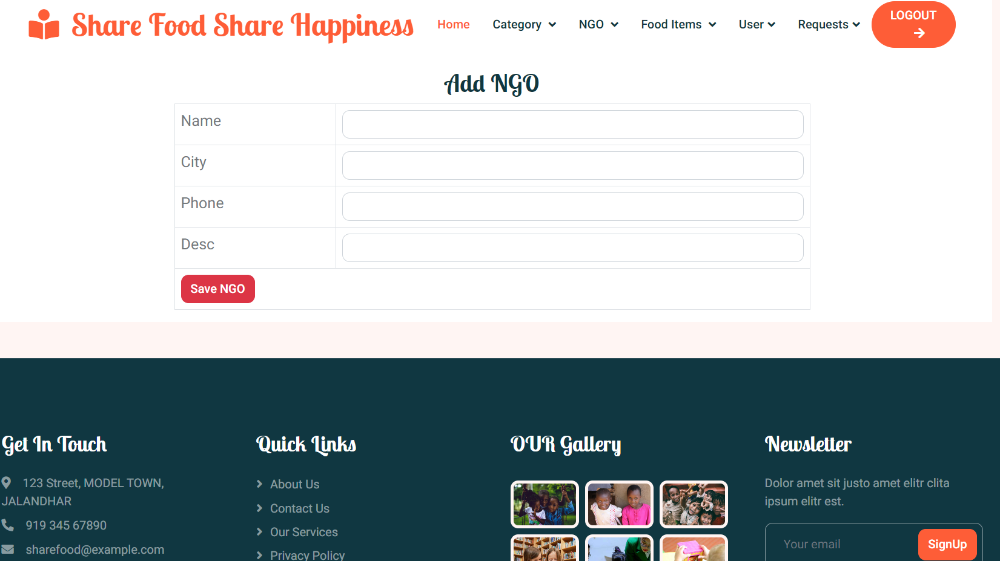 Share Food Share Happiness
Home
Category
NGO
Food Items
User
Requests
LOGOUT
Add NGO
Name
City
Phone
Desc
Save NGO
Get In Touch
123 Street, MODEL TOWN,
JALANDHAR
919 345 67890
sharefood@example.com
Quick Links
About Us
Contact Us
Our Services
Privacy Policy
OUR Gallery
Newsletter
Dolor amet sit justo amet elitr clita
ipsum elitr est.
Your email
SignUp